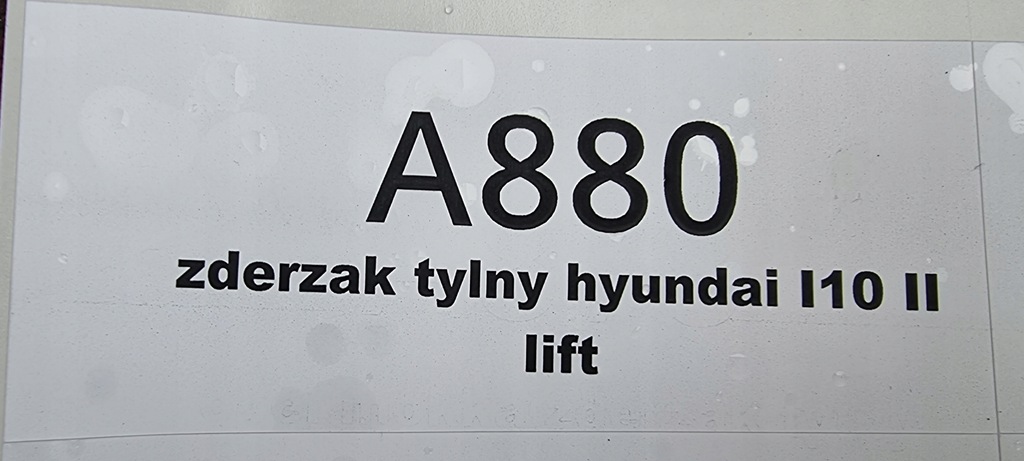 A880
zderzak tylny hyundai I10 II
lift